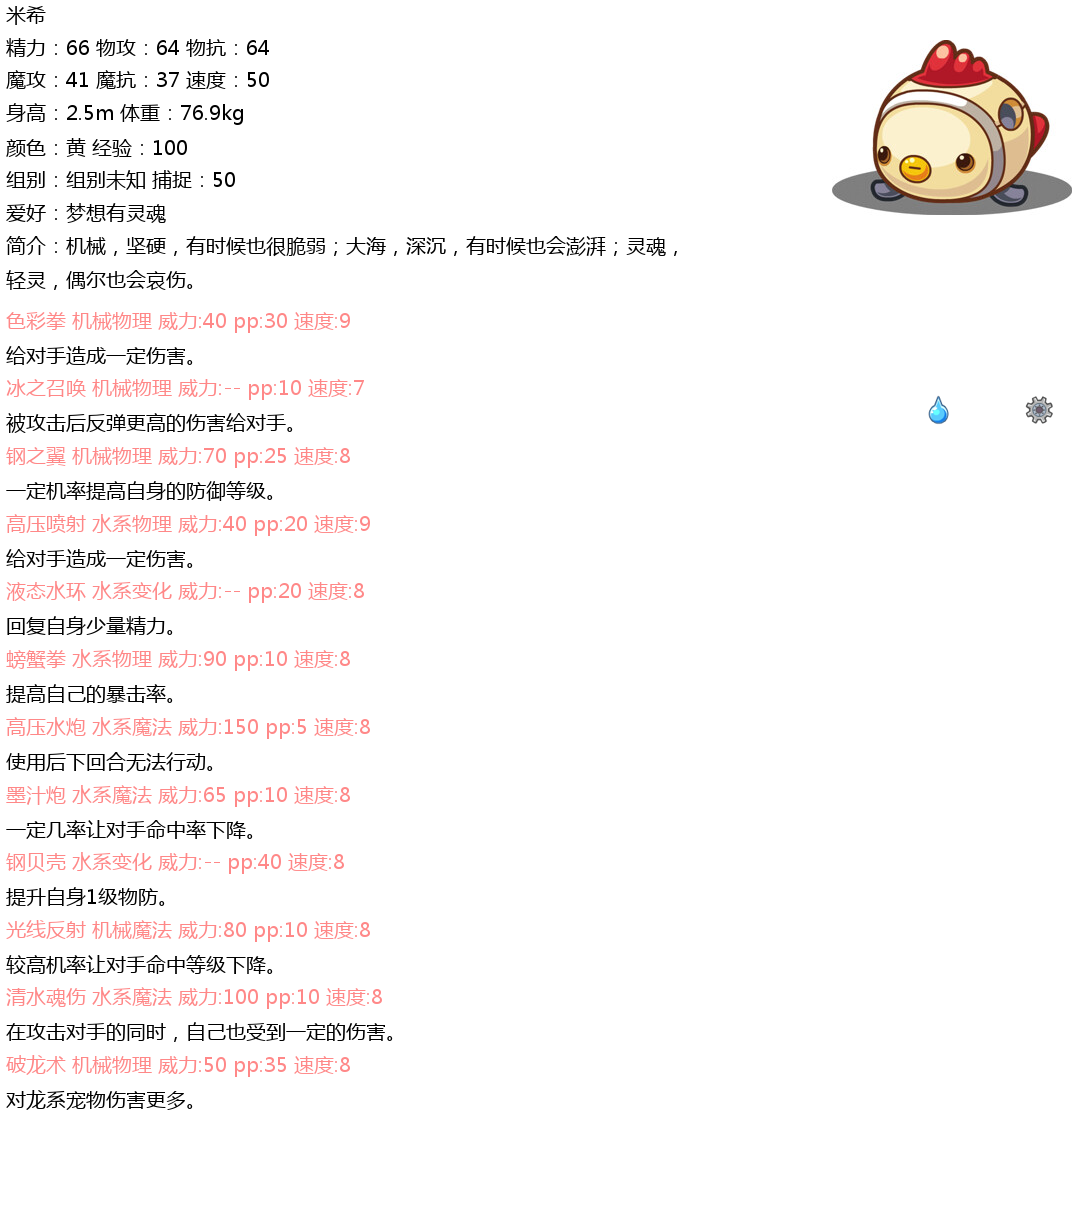 米希
精力：66 物攻：64 物抗：64
魔攻：41 魔抗：37 速度：50
身高：2.5m 体重：76.9kg
颜色：黄 经验：100
组别：组别未知 捕捉：50
爱好：梦想有灵魂
简介：机械，坚硬，有时候也很脆弱；大海，深沉，有时候也会澎湃；灵魂，
轻灵，偶尔也会哀伤。
色彩拳 机械物理 威力:40 pp:30 速度:9
给对手造成一定伤害。
冰之召唤 机械物理 威力:-- pp:10 速度:7
被攻击后反弹更高的伤害给对手。
钢之翼 机械物理 威力:70 pp:25 速度:8
一定机率提高自身的防御等级。
高压喷射 水系物理 威力:40 pp:20 速度:9
给对手造成一定伤害。
液态水环 水系变化 威力:-- pp:20 速度:8
回复自身少量精力。
螃蟹拳 水系物理 威力:90 pp:10 速度:8
提高自己的暴击率。
高压水炮 水系魔法 威力:150 pp:5 速度:8
使用后下回合无法行动。
墨汁炮 水系魔法 威力:65 pp:10 速度:8
一定几率让对手命中率下降。
钢贝壳 水系变化 威力:-- pp:40 速度:8
提升自身1级物防。
光线反射 机械魔法 威力:80 pp:10 速度:8
较高机率让对手命中等级下降。
清水魂伤 水系魔法 威力:100 pp:10 速度:8
在攻击对手的同时，自己也受到一定的伤害。
破龙术 机械物理 威力:50 pp:35 速度:8
对龙系宠物伤害更多。